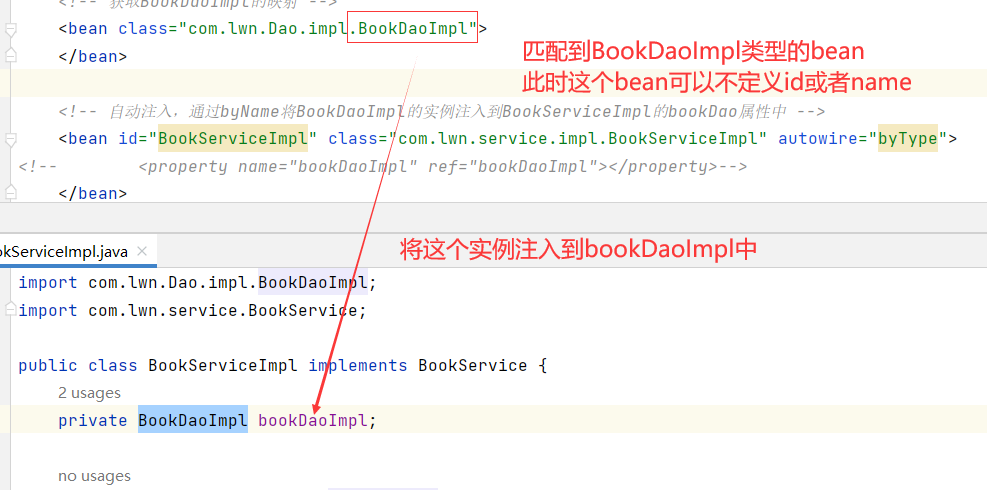 <!-- 获取BookDaoImpl的映射 -->
<bean class="com.lwn.Dao.impl.BookDaoImpl">
</bean>
匹配到BookDaoImpl类型的bean
此时这个bean可以不定义id或者name
<!-- 自动注入，通过byName将BookDaoImpl的实例注入到BookServiceImpl的bookDao属性中 -->
<bean id="BookServiceImpl" class="com.lwn.service.impl.BookServiceImpl" autowire="byType">
<!-- <property name="bookDaoImpl" ref="bookDaoImpl"></property>-->
</bean>
okServiceImpl.java
将这个实例注入到bookDaoImpl中
import com.lwn.Dao.impl.BookDaoImpl;
import com.lwn.service.BookService;
public class BookServiceImpl implements BookService {
2 usages
private BookDaoImpl bookDaoImpl;
no usages